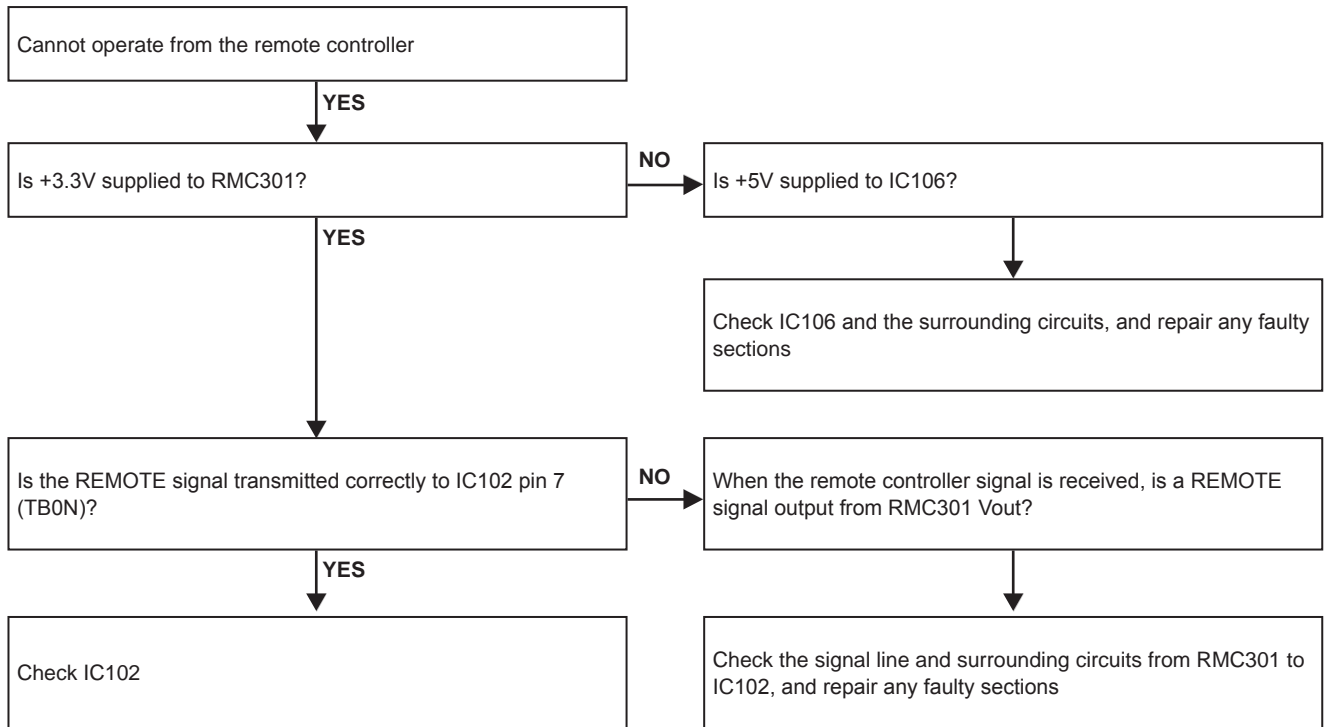 Cannot operate from the remote controller
YES
Is +3.3V supplied to RMC301?
NO
Is +5V supplied to IC106?
YES
Check IC106 and the surrounding circuits, and repair any faulty
sections
Is the REMOTE signal transmitted correctly to IC102 pin 7
(TB0N)?
NO
When the remote controller signal is received, is a REMOTE
signal output from RMC301 Vout?
YES
Check IC102
Check the signal line and surrounding circuits from RMC301 to
IC102, and repair any faulty sections